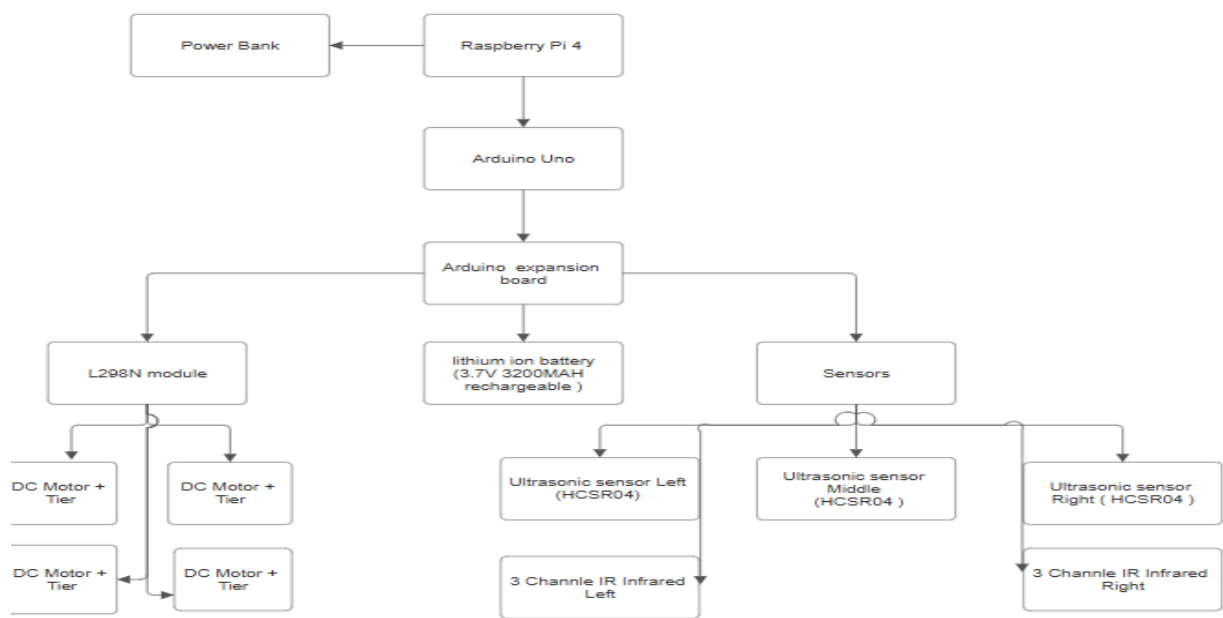 Power Bank
Raspberry Pi 4
Arduino Uno
Arduino expansion
board
L298N module
lithium ion battery
(3.7V 3200MAH
rechargeable )
Sensors
DC Motor +
Tier
DC Motor +
Tier
Ultrasonic sensor Left
(HCSR04)
Ultrasonic sensor
Middle
(HCSR04 )
Ultrasonic sensor
Right ( HCSR04 )
DC Motor +
Tier
DC Motor +
Tier
3 Channle IR Infrared
Left
3 Channle IR Infrared
Right